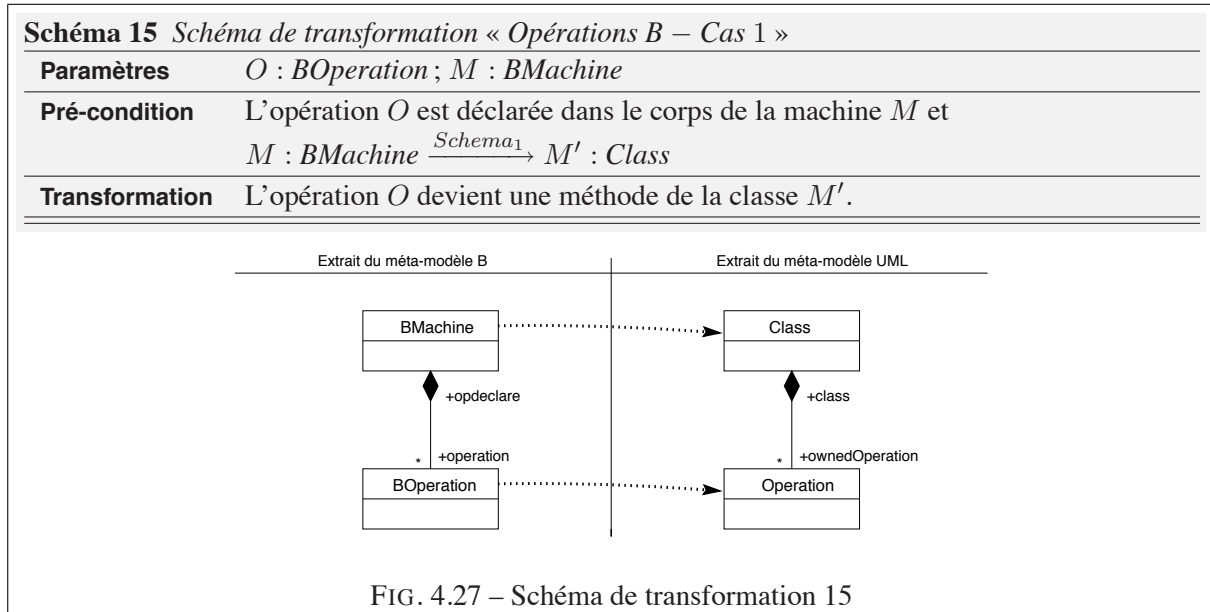 Schéma 15 Schéma de transformation « Opérations B – Cas 1 »
Paramètres O : BOperation ; M : BMachine
Pré-condition L'opération O est déclarée dans le corps de la machine M et
M : BMachine Schema₁ ⟶ M′ : Class
Transformation L'opération O devient une méthode de la classe M′.
Extrait du méta-modèle B Extrait du méta-modèle UML
BMachine Class
+opdeclare +class
* +operation * +ownedOperation
BOperation Operation
FIG. 4.27 – Schéma de transformation 15